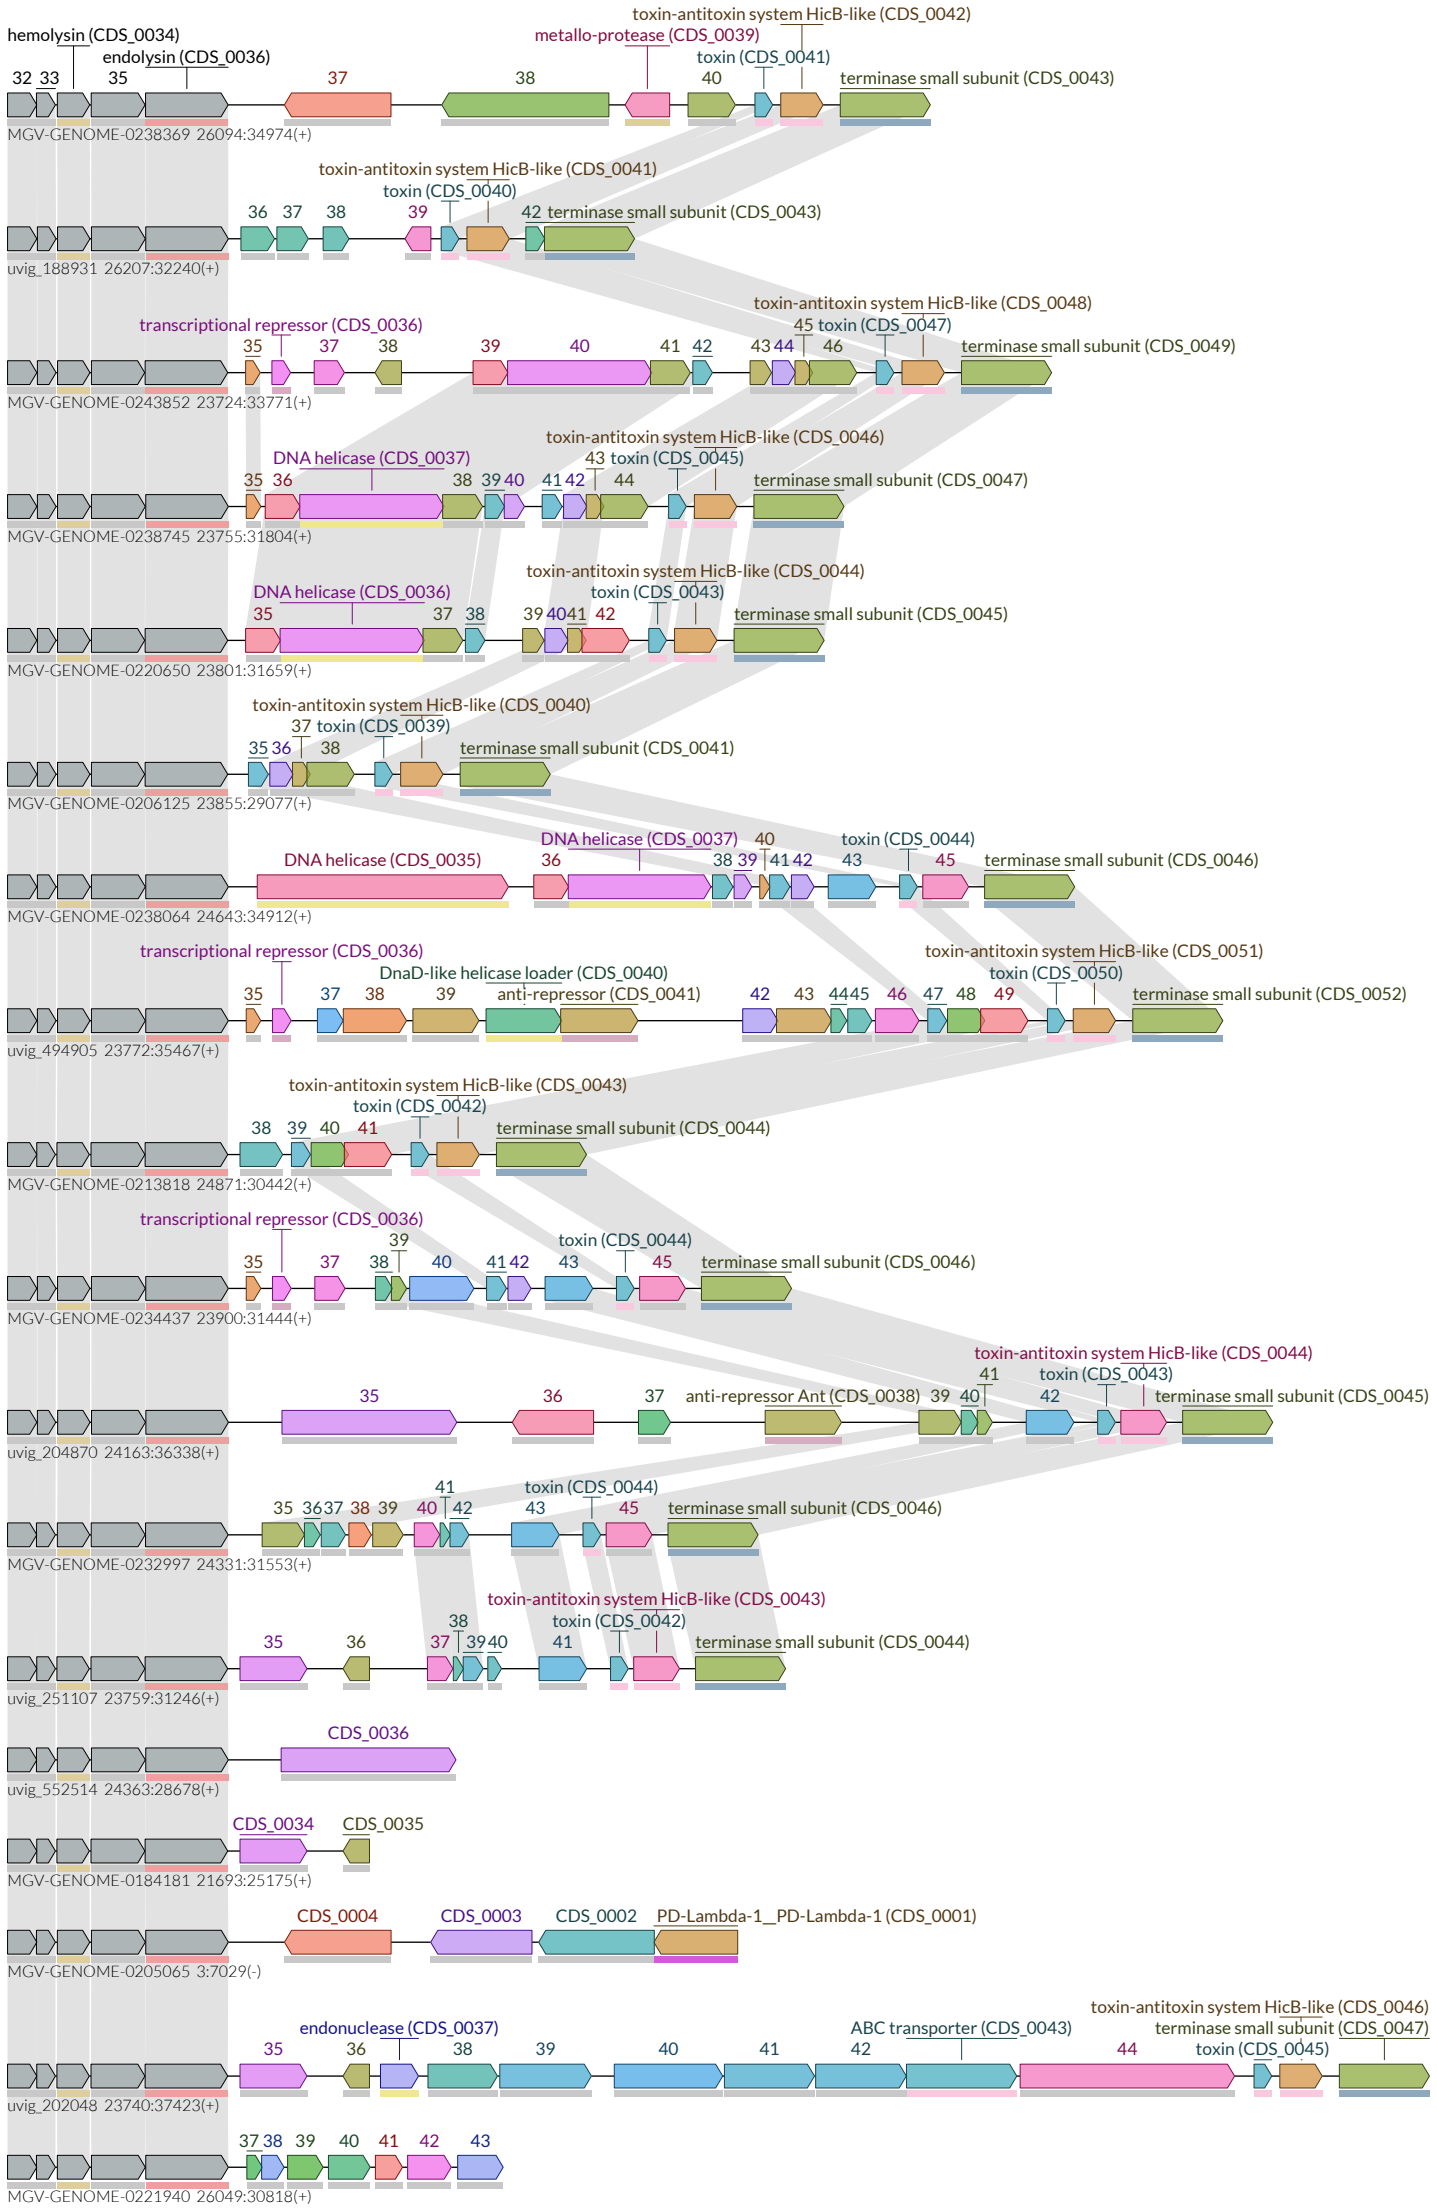 toxin-antitoxin system HicB-like (CDS_0042)
hemolysin (CDS_0034) metallo-protease (CDS_0039)
endolysin (CDS_0036) toxin (CDS_0041)
32 33 35 37 38 40 terminase small subunit (CDS_0043)
MGV-GENOME-0238369 26094:34974(+)
toxin-antitoxin system HicB-like (CDS_0041)
toxin (CDS_0040)
36 37 38 39 42 terminase small subunit (CDS_0043)
uvig_188931 26207:32240(+)
toxin-antitoxin system HicB-like (CDS_0048)
transcriptional repressor (CDS_0036) 45 toxin (CDS_0047)
35 37 38 39 40 41 42 43 44 46 terminase small subunit (CDS_0049)
MGV-GENOME-0243852 23724:33771(+)
toxin-antitoxin system HicB-like (CDS_0046)
DNA helicase (CDS_0037) 43 toxin (CDS_0045)
35 36 38 39 40 41 42 44 terminase small subunit (CDS_0047)
MGV-GENOME-0238745 23755:31804(+)
toxin-antitoxin system HicB-like (CDS_0044)
DNA helicase (CDS_0036) toxin (CDS_0043)
35 37 38 39 40 41 42 terminase small subunit (CDS_0045)
MGV-GENOME-0220650 23801:31659(+)
toxin-antitoxin system HicB-like (CDS_0040)
37 toxin (CDS_0039)
35 36 38 terminase small subunit (CDS_0041)
MGV-GENOME-0206125 23855:29077(+)
DNA helicase (CDS_0037) 40 toxin (CDS_0044)
DNA helicase (CDS_0035) 36 38 39 41 42 43 45 terminase small subunit (CDS_0046)
MGV-GENOME-0238064 24643:34912(+)
transcriptional repressor (CDS_0036) toxin-antitoxin system HicB-like (CDS_0051)
DnaD-like helicase loader (CDS_0040) toxin (CDS_0050)
35 37 38 39 anti-repressor (CDS_0041) 42 43 44 45 46 47 48 49 terminase small subunit (CDS_0052)
uvig_494905 23772:35467(+)
toxin-antitoxin system HicB-like (CDS_0043)
toxin (CDS_0042)
38 39 40 41 terminase small subunit (CDS_0044)
MGV-GENOME-0213818 24871:30442(+)
transcriptional repressor (CDS_0036)
39 toxin (CDS_0044)
35 37 38 40 41 42 43 45 terminase small subunit (CDS_0046)
MGV-GENOME-0234437 23900:31444(+)
toxin-antitoxin system HicB-like (CDS_0044)
41 toxin (CDS_0043)
35 36 37 anti-repressor Ant (CDS_0038) 39 40 42 terminase small subunit (CDS_0045)
uvig_204870 24163:36338(+)
41 toxin (CDS_0044)
35 36 37 38 39 40 42 43 45 terminase small subunit (CDS_0046)
MGV-GENOME-0232997 24331:31553(+)
toxin-antitoxin system HicB-like (CDS_0043)
38 toxin (CDS_0042)
35 36 37 39 40 41 terminase small subunit (CDS_0044)
uvig_251107 23759:31246(+)
CDS_0036
uvig_552514 24363:28678(+)
CDS_0034 CDS_0035
MGV-GENOME-0184181 21693:25175(+)
CDS_0004 CDS_0003 CDS_0002 PD-Lambda-1__PD-Lambda-1 (CDS_0001)
MGV-GENOME-0205065 3:7029(-)
toxin-antitoxin system HicB-like (CDS_0046)
endonuclease (CDS_0037) ABC transporter (CDS_0043) terminase small subunit (CDS_0047)
35 36 38 39 40 41 42 44 toxin (CDS_0045)
uvig_202048 23740:37423(+)
37 38 39 40 41 42 43
MGV-GENOME-0221940 26049:30818(+)